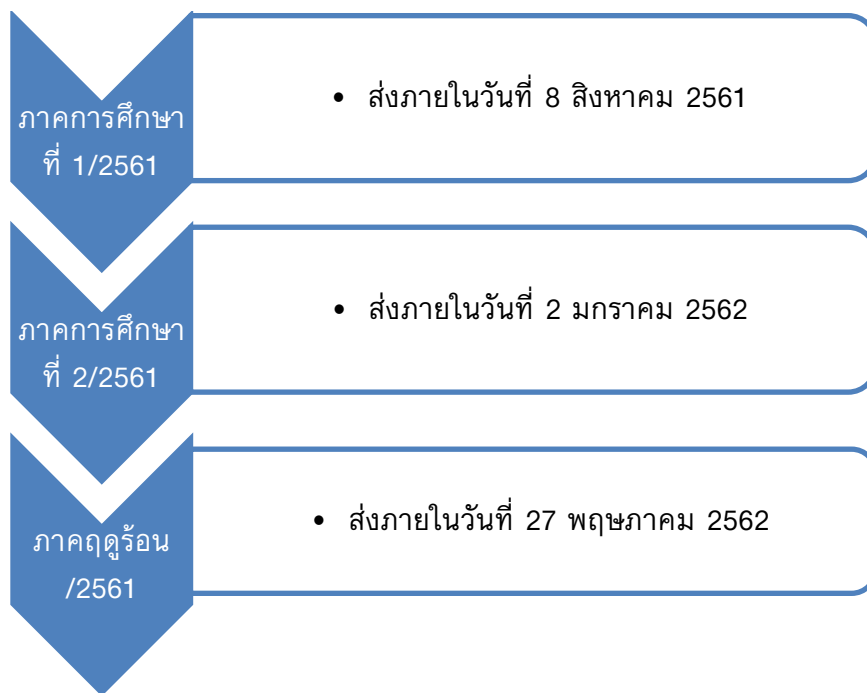 ภาคการศึกษา
ที่ 1/2561
• ส่งภายในวันที่ 8 สิงหาคม 2561
ภาคการศึกษา
ที่ 2/2561
• ส่งภายในวันที่ 2 มกราคม 2562
ภาคฤดูร้อน
/2561
• ส่งภายในวันที่ 27 พฤษภาคม 2562